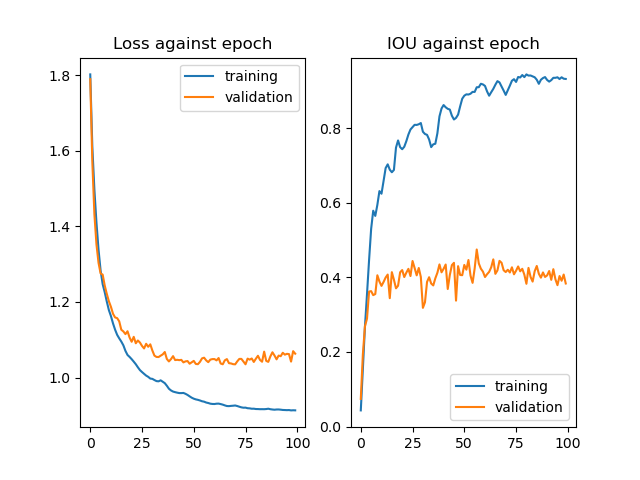 Loss against epoch
1.8
1.6
1.4
1.2
1.0
0 25 50 75 100
training
validation
IOU against epoch
0.8
0.6
0.4
0.2
0.0
0 25 50 75 100
training
validation